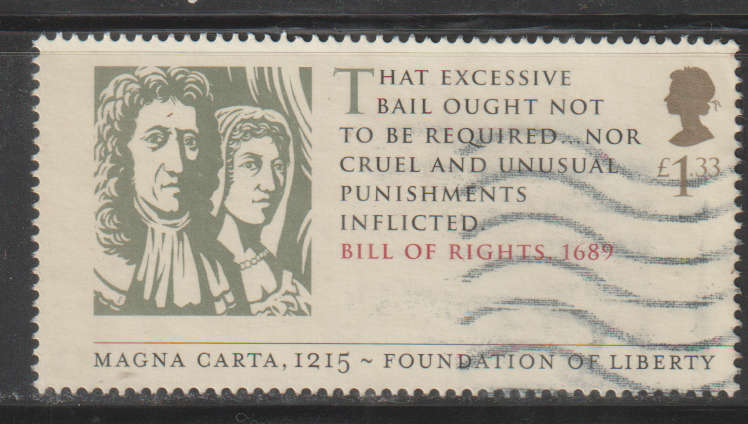 THAT EXCESSIVE
BAIL OUGHT NOT
TO BE REQUIRED... NOR
CRUEL AND UNUSUAL
PUNISHMENTS
INFLICTED.
BILL OF RIGHTS, 1689
£1.33
MAGNA CARTA, 1215 ~ FOUNDATION OF LIBERTY